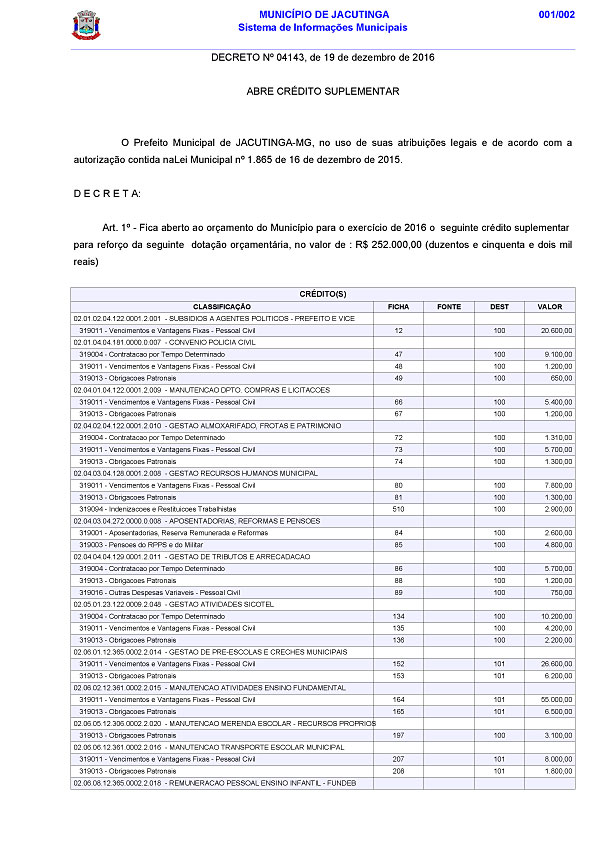 MUNICÍPIO DE JACUTINGA 001/002
Sistema de Informações Municipais
DECRETO Nº 04143, de 19 de dezembro de 2016
ABRE CRÉDITO SUPLEMENTAR
O Prefeito Municipal de JACUTINGA-MG, no uso de suas atribuições legais e de acordo com a
autorização contida naLei Municipal nº 1.865 de 16 de dezembro de 2015.
D E C R E T A:
Art. 1º - Fica aberto ao orçamento do Município para o exercício de 2016 o seguinte crédito suplementar
para reforço da seguinte dotação orçamentária, no valor de : R$ 252.000,00 (duzentos e cinquenta e dois mil
reais)
CRÉDITO(S)
CLASSIFICAÇÃO FICHA FONTE DEST VALOR
02.01.02.04.122.0001.2.001 - SUBSIDIOS A AGENTES POLITICOS - PREFEITO E VICE
319011 - Vencimentos e Vantagens Fixas - Pessoal Civil 12 100 20.600,00
02.01.04.04.181.0000.0.007 - CONVENIO POLICIA CIVIL
319004 - Contratacao por Tempo Determinado 47 100 9.100,00
319011 - Vencimentos e Vantagens Fixas - Pessoal Civil 48 100 1.200,00
319013 - Obrigacoes Patronais 49 100 650,00
02.04.01.04.122.0001.2.009 - MANUTENCAO DPTO. COMPRAS E LICITACOES
319011 - Vencimentos e Vantagens Fixas - Pessoal Civil 66 100 5.400,00
319013 - Obrigacoes Patronais 67 100 1.200,00
02.04.02.04.122.0001.2.010 - GESTAO ALMOXARIFADO, FROTAS E PATRIMONIO
319004 - Contratacao por Tempo Determinado 72 100 1.310,00
319011 - Vencimentos e Vantagens Fixas - Pessoal Civil 73 100 5.700,00
319013 - Obrigacoes Patronais 74 100 1.300,00
02.04.03.04.128.0001.2.008 - GESTAO RECURSOS HUMANOS MUNICIPAL
319011 - Vencimentos e Vantagens Fixas - Pessoal Civil 80 100 7.800,00
319013 - Obrigacoes Patronais 81 100 1.300,00
319094 - Indenizacoes e Restituicoes Trabalhistas 510 100 2.900,00
02.04.03.04.272.0000.0.008 - APOSENTADORIAS, REFORMAS E PENSOES
319001 - Aposentadorias, Reserva Remunerada e Reformas 84 100 2.600,00
319003 - Pensoes do RPPS e do Militar 85 100 4.800,00
02.04.04.04.129.0001.2.011 - GESTAO DE TRIBUTOS E ARRECADACAO
319004 - Contratacao por Tempo Determinado 86 100 5.700,00
319013 - Obrigacoes Patronais 88 100 1.200,00
319016 - Outras Despesas Variaveis - Pessoal Civil 89 100 750,00
02.05.01.23.122.0009.2.048 - GESTAO ATIVIDADES SICOTEL
319004 - Contratacao por Tempo Determinado 134 100 10.200,00
319011 - Vencimentos e Vantagens Fixas - Pessoal Civil 135 100 4.200,00
319013 - Obrigacoes Patronais 136 100 2.200,00
02.06.01.12.365.0002.2.014 - GESTAO DE PRE-ESCOLAS E CRECHES MUNICIPAIS
319011 - Vencimentos e Vantagens Fixas - Pessoal Civil 152 101 26.600,00
319013 - Obrigacoes Patronais 153 101 6.200,00
02.06.02.12.361.0002.2.015 - MANUTENCAO ATIVIDADES ENSINO FUNDAMENTAL
319011 - Vencimentos e Vantagens Fixas - Pessoal Civil 164 101 55.000,00
319013 - Obrigacoes Patronais 165 101 6.500,00
02.06.05.12.306.0002.2.020 - MANUTENCAO MERENDA ESCOLAR - RECURSOS PROPRIOS
319013 - Obrigacoes Patronais 197 100 3.100,00
02.06.06.12.361.0002.2.016 - MANUTENCAO TRANSPORTE ESCOLAR MUNICIPAL
319011 - Vencimentos e Vantagens Fixas - Pessoal Civil 207 101 8.000,00
319013 - Obrigacoes Patronais 208 101 1.800,00
02.06.08.12.365.0002.2.018 - REMUNERACAO PESSOAL ENSINO INFANTIL - FUNDEB